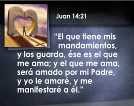 Juan 14:21
"El que tiene mis
mandamientos,
y los guarda, ése es el que
me ama; y el que me ama,
será amado por mi Padre,
y yo le amaré, y me
manifestaré a él."